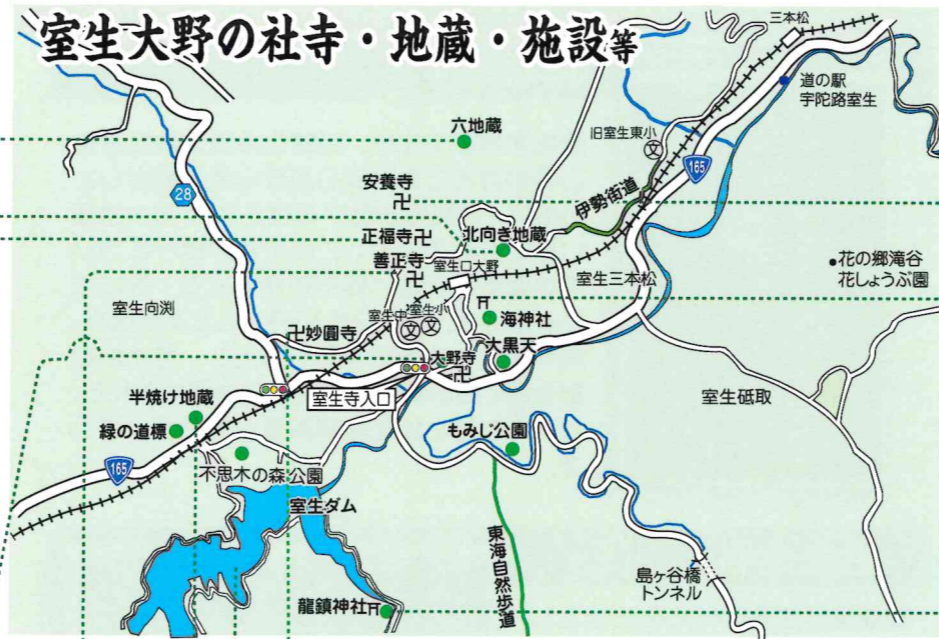 室生大野の社寺・地蔵・施設等
三本松
道の駅
宇陀路室生
六地蔵
旧室生東小
文
165
28
安養寺
伊勢街道
正福寺
北向き地蔵
善正寺
室生口大野
花の郷滝谷
花しょうぶ園
室生三本松
室生向渕
海神社
室生中
室生小
文
文
妙圓寺
大野寺
大黒天
室生寺入口
室生砥取
半焼け地蔵
緑の道標
もみじ公園
165
不思木の森公園
室生ダム
東海自然歩道
島ヶ谷橋
トンネル
龍鎮神社